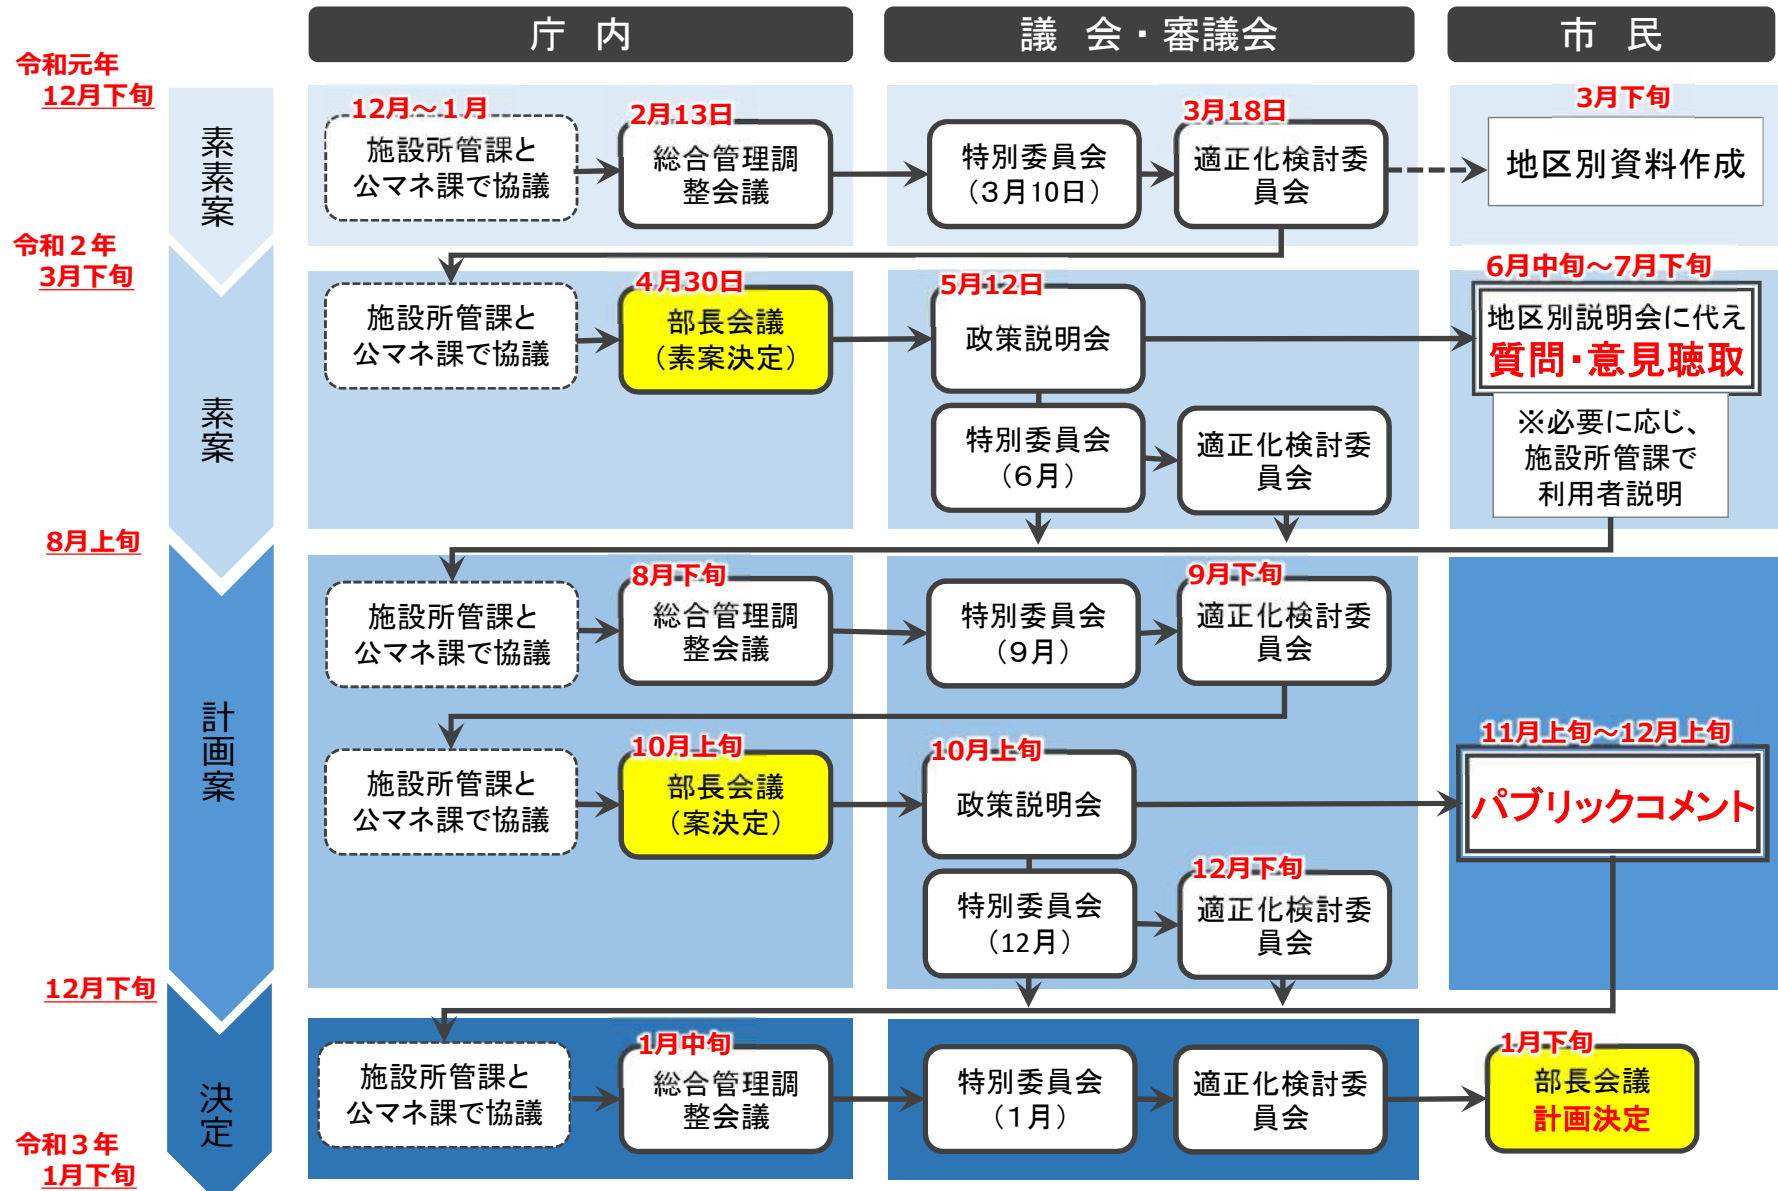 庁 内
議 会・審議会
市 民
令和元年
12月下旬
素素案
12月～１月
施設所管課と
公マネ課で協議
2月13日
総合管理調
整会議
特別委員会
（３月10日）
3月18日
適正化検討委
員会
3月下旬
地区別資料作成
令和２年
3月下旬
素案
施設所管課と
公マネ課で協議
４月30日
部長会議
（素案決定）
5月12日
政策説明会
6月中旬～7月下旬
地区別説明会に代え
質問・意見聴取
※必要に応じ、
施設所管課で
利用者説明
特別委員会
（６月）
適正化検討委
員会
8月上旬
計画案
施設所管課と
公マネ課で協議
8月下旬
総合管理調
整会議
特別委員会
（９月）
9月下旬
適正化検討委
員会
施設所管課と
公マネ課で協議
10月上旬
部長会議
（案決定）
10月上旬
政策説明会
11月上旬～12月上旬
パブリックコメント
特別委員会
（12月）
12月下旬
適正化検討委
員会
12月下旬
決定
施設所管課と
公マネ課で協議
1月中旬
総合管理調
整会議
特別委員会
（１月）
適正化検討委
員会
1月下旬
部長会議
計画決定
令和３年
1月下旬